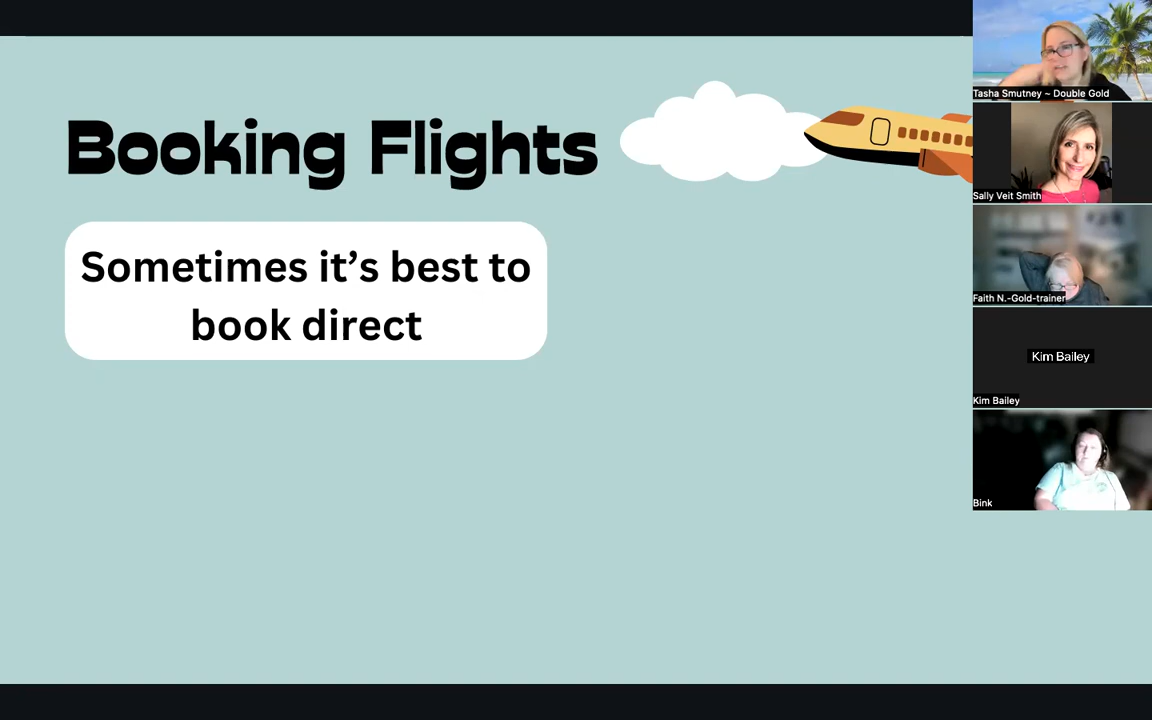 Booking Flights
Sometimes it's best to
book direct
Tasha Smutney ~ Double Gold
Sally Veit Smith
Faith N.-Gold-trainer
Kim Bailey
Kim Bailey
Bink